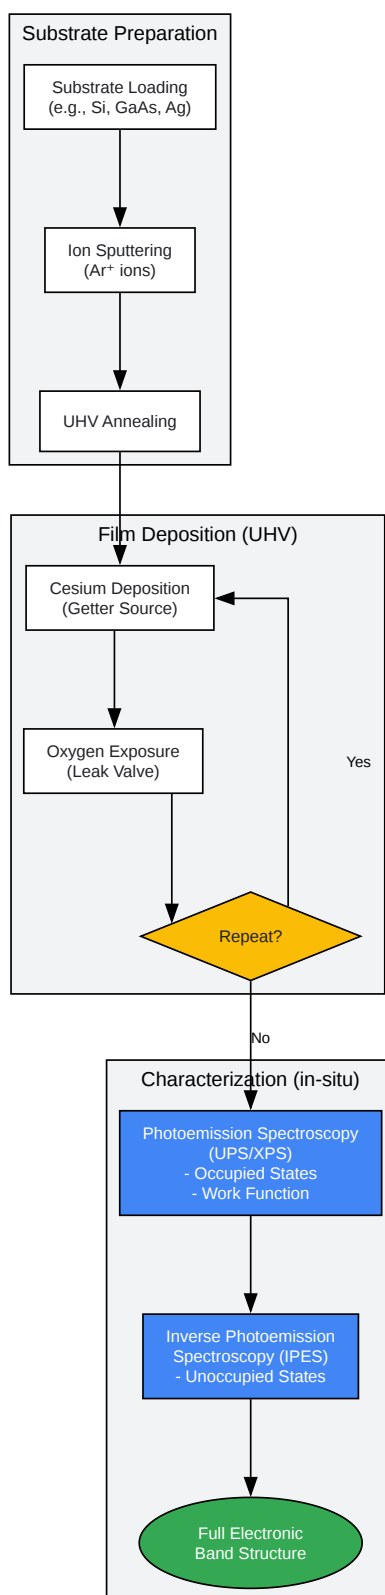 Substrate Preparation
Substrate Loading
(e.g., Si, GaAs, Ag)
Ion Sputtering
(Ar⁺ ions)
UHV Annealing
Film Deposition (UHV)
Cesium Deposition
(Getter Source)
Oxygen Exposure
(Leak Valve)
Yes
Repeat?
No
Characterization (in-situ)
Photoemission Spectroscopy
(UPS/XPS)
- Occupied States
- Work Function
Inverse Photoemission
Spectroscopy (IPES)
- Unoccupied States
Full Electronic
Band Structure